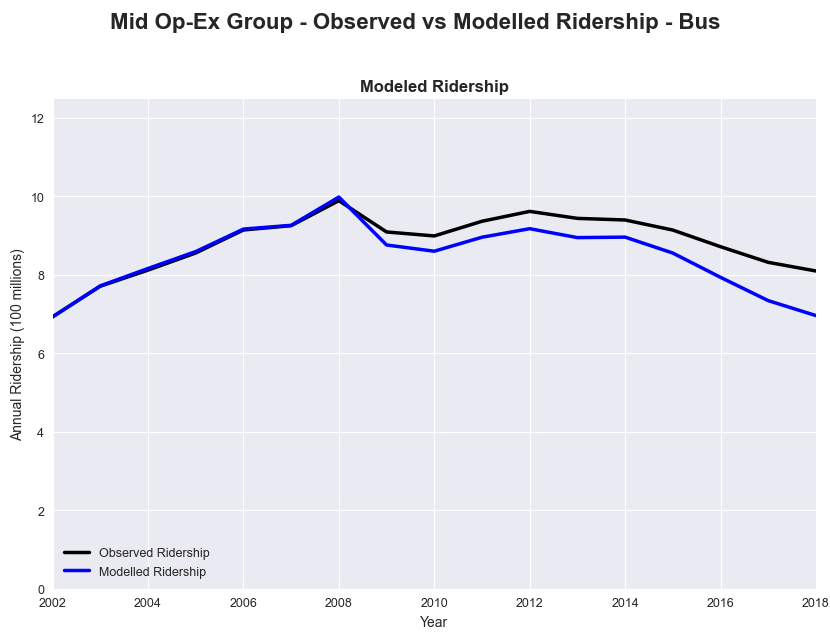 Mid Op-Ex Group - Observed vs Modelled Ridership - Bus
Modeled Ridership
12
10
8
6
4
2
0
Annual Ridership (100 millions)
Observed Ridership
Modelled Ridership
2002 2004 2006 2008 2010 2012 2014 2016 2018
Year